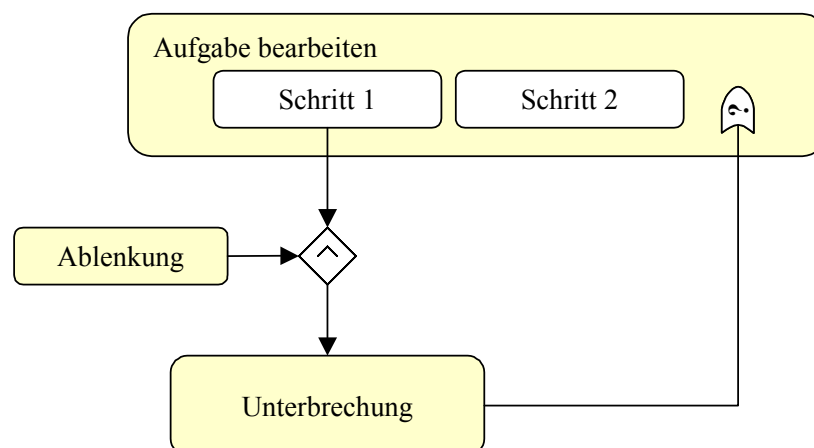 Aufgabe bearbeiten
Schritt 1
Schritt 2
?
Ablenkung
^
Unterbrechung